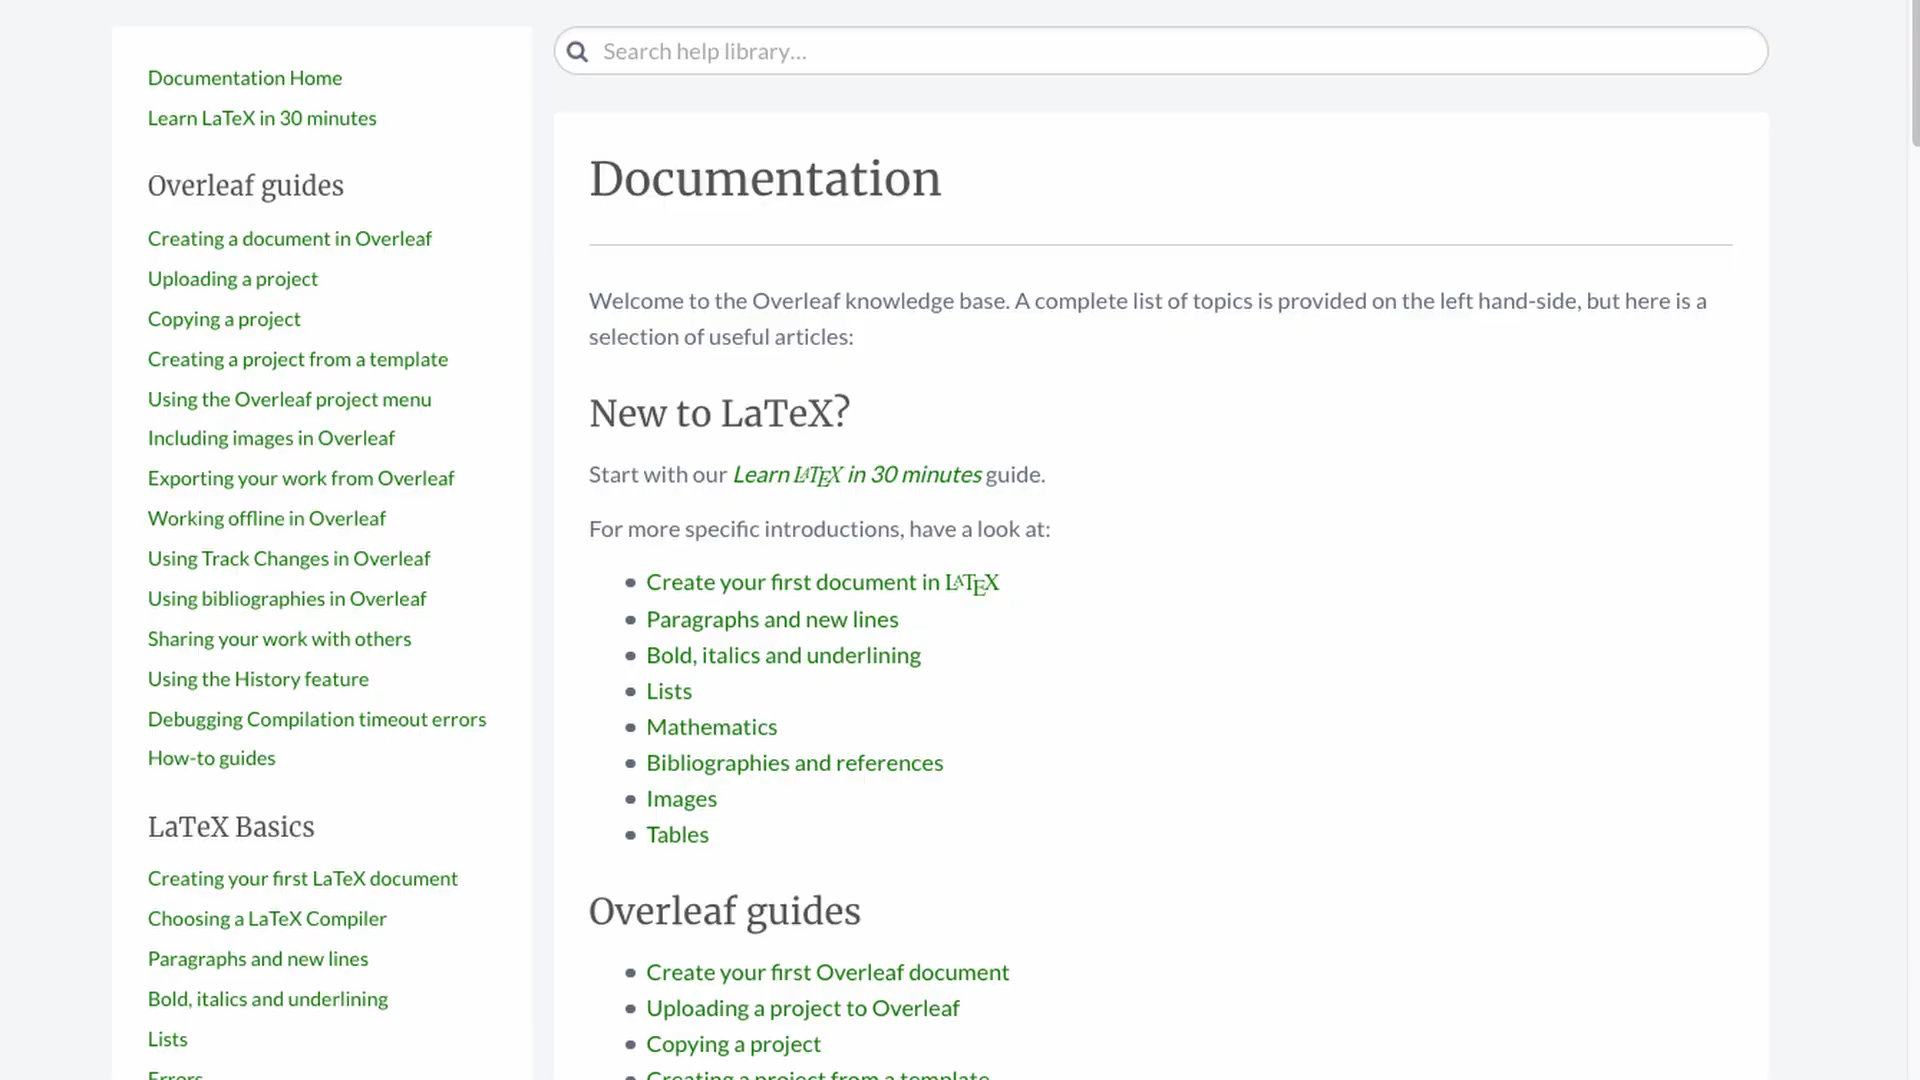 Documentation Home
Learn LaTeX in 30 minutes
Overleaf guides
Creating a document in Overleaf
Uploading a project
Copying a project
Creating a project from a template
Using the Overleaf project menu
Including images in Overleaf
Exporting your work from Overleaf
Working offline in Overleaf
Using Track Changes in Overleaf
Using bibliographies in Overleaf
Sharing your work with others
Using the History feature
Debugging Compilation timeout errors
How-to guides
LaTeX Basics
Creating your first LaTeX document
Choosing a LaTeX Compiler
Paragraphs and new lines
Bold, italics and underlining
Lists
Errors
Search help library...
Documentation
Welcome to the Overleaf knowledge base. A complete list of topics is provided on the left hand-side, but here is a
selection of useful articles:
New to LaTeX?
Start with our Learn LATEX in 30 minutes guide.
For more specific introductions, have a look at:
Create your first document in LATEX
Paragraphs and new lines
Bold, italics and underlining
Lists
Mathematics
Bibliographies and references
Images
Tables
Overleaf guides
Create your first Overleaf document
Uploading a project to Overleaf
Copying a project
Creating a project from a template